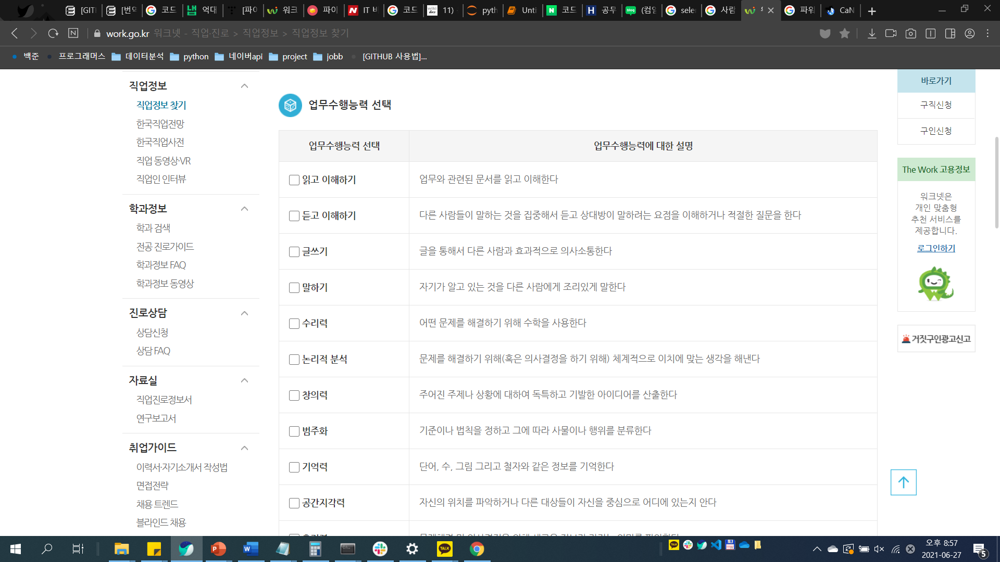 [GITI
[번역
코드
억대
[파이
워크
파이
IT 비
코드
11)
pyth
Unti
코드
공무
(컴일
selei
사람
파워
CaN
work.go.kr 워크넷 - 직업·진로 > 직업정보 > 직업정보 찾기
백준
프로그래머스
데이터분석
python
네이버api
project
jobb
[GITHUB 사용법]...
직업정보
직업정보 찾기
한국직업전망
한국직업사전
직업 동영상·VR
직업인 인터뷰
학과정보
학과 검색
전공 진로가이드
학과정보 FAQ
학과정보 동영상
진로상담
상담신청
상담 FAQ
자료실
직업진로정보서
연구보고서
취업가이드
이력서·자기소개서 작성법
면접전략
채용 트렌드
블라인드 채용
업무수행능력 선택
업무수행능력 선택 업무수행능력에 대한 설명
읽고 이해하기 업무와 관련된 문서를 읽고 이해한다
듣고 이해하기 다른 사람들이 말하는 것을 집중해서 듣고 상대방이 말하려는 요점을 이해하거나 적절한 질문을 한다
글쓰기 글을 통해서 다른 사람과 효과적으로 의사소통한다
말하기 자기가 알고 있는 것을 다른 사람에게 조리있게 말한다
수리력 어떤 문제를 해결하기 위해 수학을 사용한다
논리적 분석 문제를 해결하기 위해(혹은 의사결정을 하기 위해) 체계적으로 이치에 맞는 생각을 해낸다
창의력 주어진 주제나 상황에 대하여 독특하고 기발한 아이디어를 산출한다
범주화 기준이나 법칙을 정하고 그에 따라 사물이나 행위를 분류한다
기억력 단어, 수, 그림 그리고 철자와 같은 정보를 기억한다
공간지각력 자신의 위치를 파악하거나 다른 대상들이 자신을 중심으로 어디에 있는지 안다
바로가기
구직신청
구인신청
The Work 고용정보
워크넷은
개인 맞춤형
추천 서비스를
제공합니다.
로그인하기
거짓구인광고신고
오후 8:57
2021-06-27
5